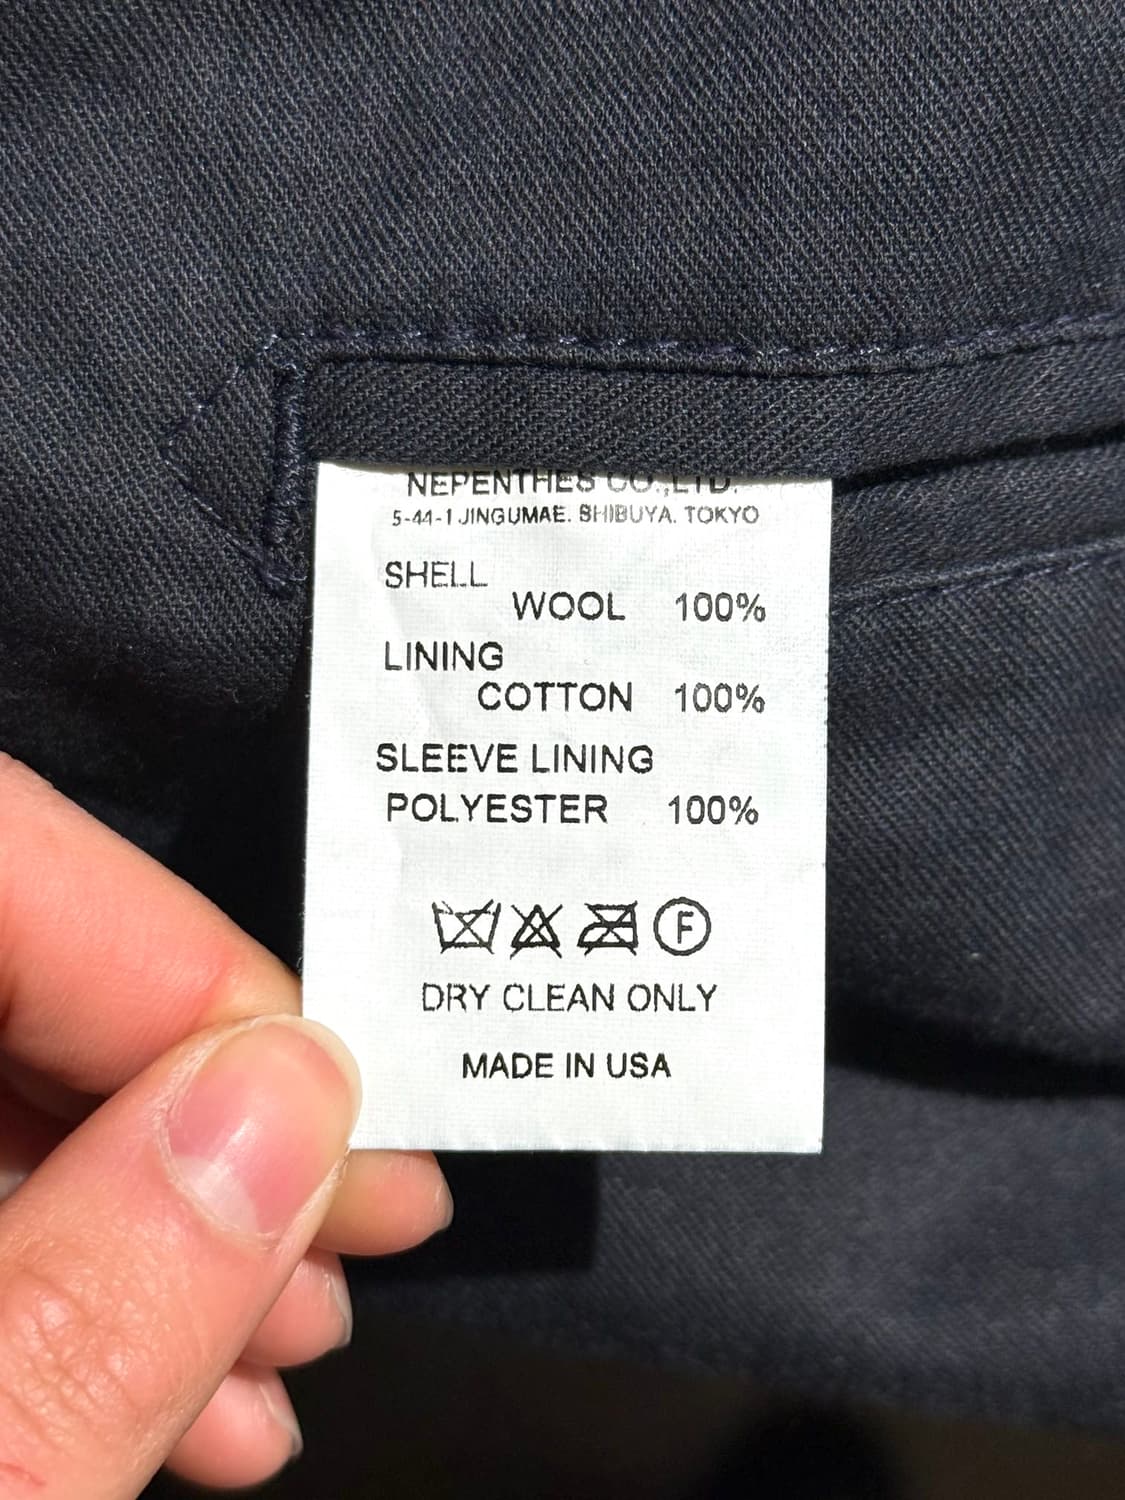 NEPENTHES CO.,LTD.
5-44-1 JINGUMAE. SHIBUYA. TOKYO
SHELL
WOOL 100%
LINING
COTTON 100%
SLEEVE LINING
POLYESTER 100%
F
DRY CLEAN ONLY
MADE IN USA